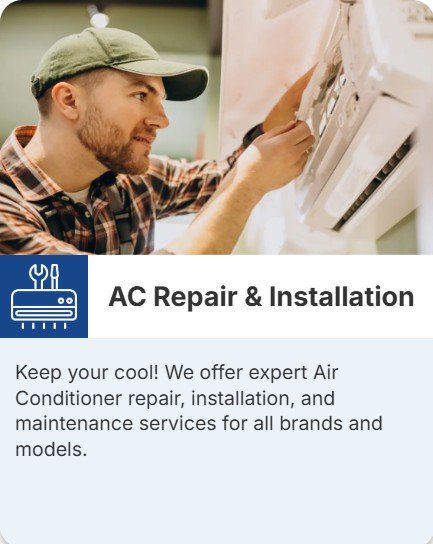 AC Repair & Installation
Keep your cool! We offer expert Air
Conditioner repair, installation, and
maintenance services for all brands and
models.